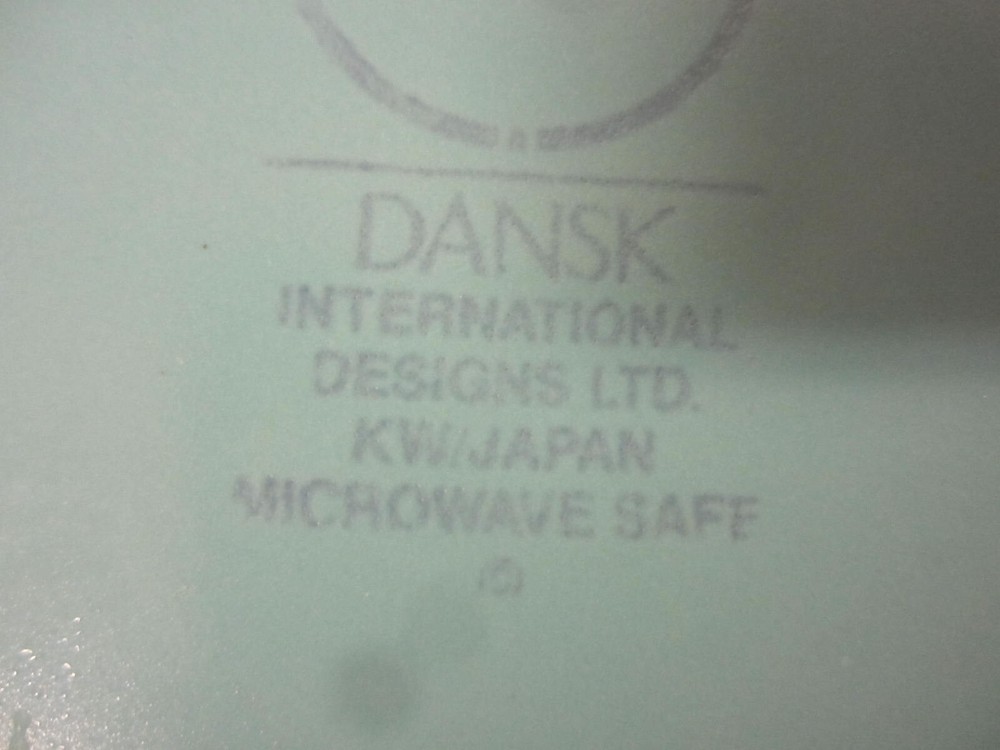 DANSK
INTERNATIONAL
DESIGNS LTD.
KW/JAPAN
MICROWAVE SAFE